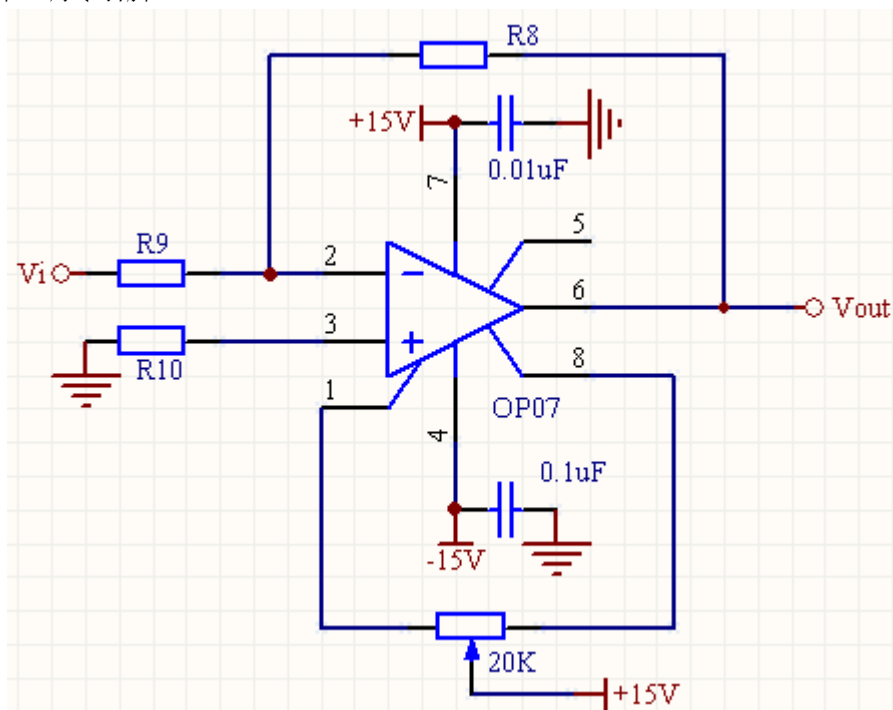 R8
+15V
0.01uF
7
5
R9
2
−
Vi
6
Vout
3
+
R10
8
1
OP07
4
0.1uF
-15V
20K
+15V